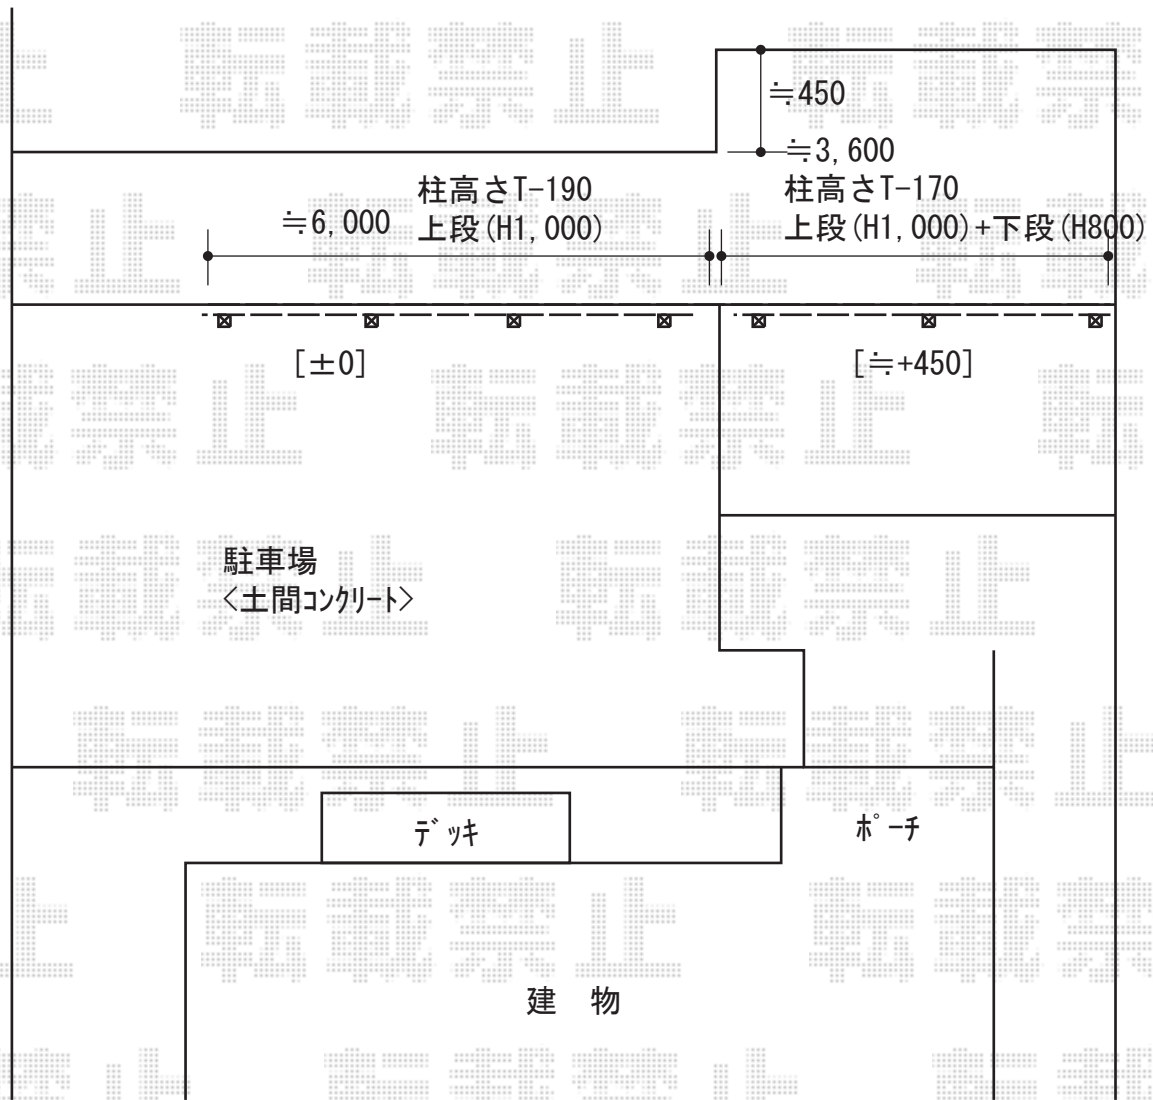 ≒450
≒3,600
柱高さT-190
上段(H1,000)
≒6,000
柱高さT-170
上段(H1,000)+下段(H800)
[±0]
[≒+450]
駐車場
<土間コンクリート>
デッキ
ポーチ
建 物
転載禁止